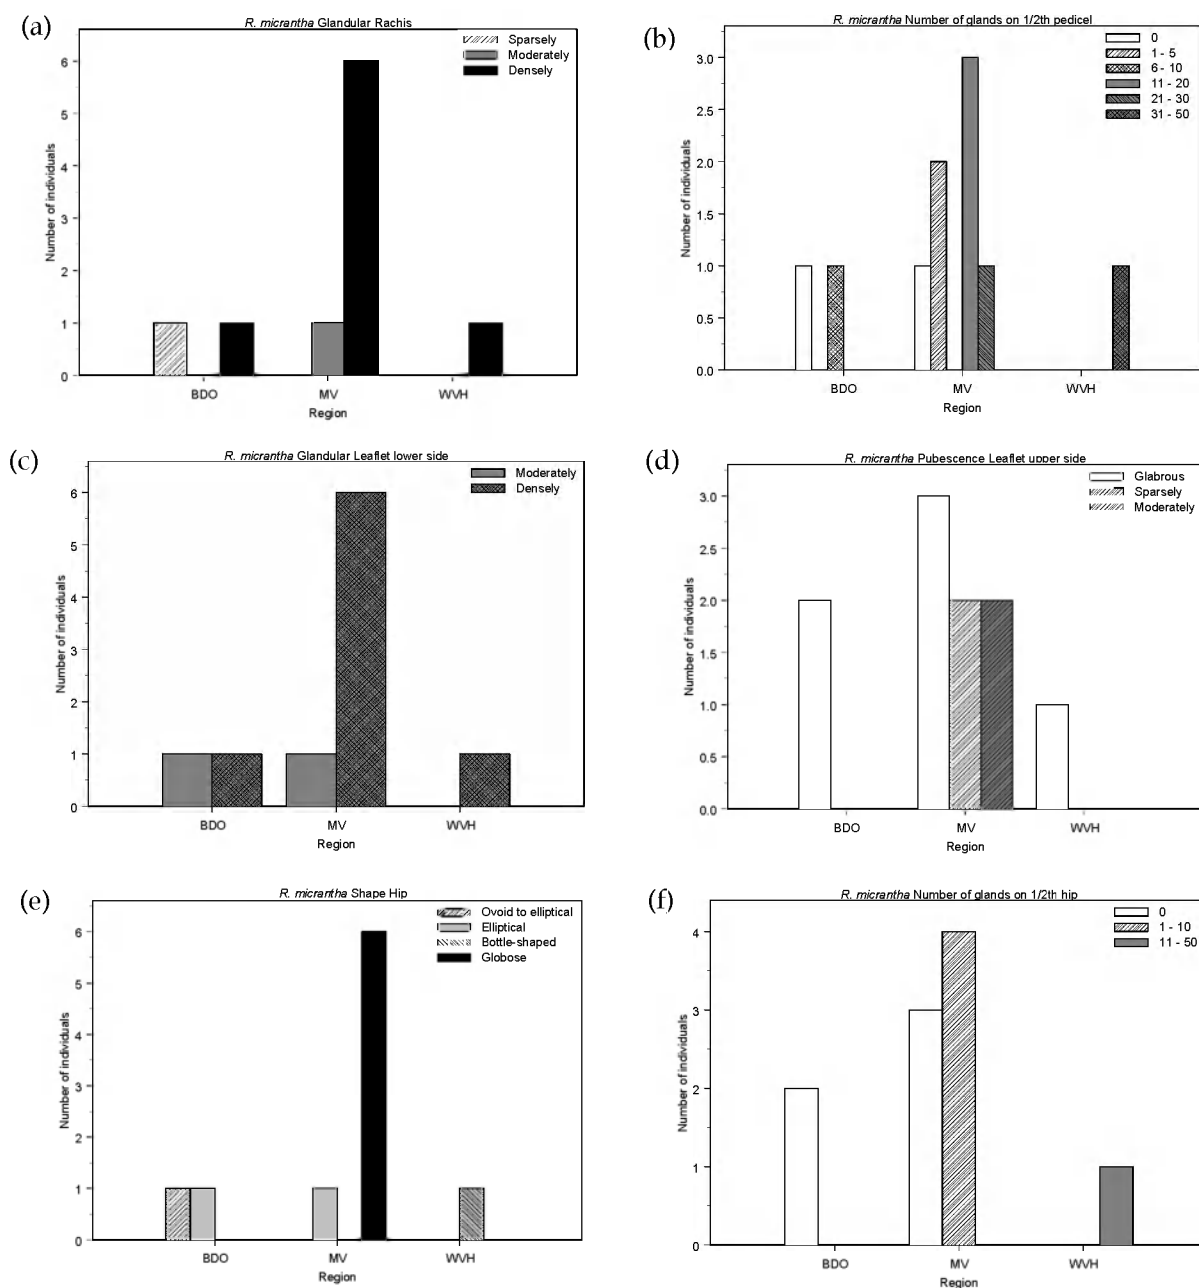 (a)
R. micrantha Glandular Rachis
Sparsely
Moderately
Densely
6
5
4
3
2
1
0
Number of individuals
BDO
MV
WVH
Region
(b)
R. micrantha Number of glands on 1/2th pedicel
0
1 - 5
6 - 10
11 - 20
21 - 30
31 - 50
3.0
2.5
2.0
1.5
1.0
0.5
0.0
Number of individuals
BDO
MV
WVH
Region
(c)
R. micrantha Glandular Leaflet lower side
Moderately
Densely
6
5
4
3
2
1
0
Number of individuals
BDO
MV
WVH
Region
(d)
R. micrantha Pubescence Leaflet upper side
Glabrous
Sparsely
Moderately
3.0
2.5
2.0
1.5
1.0
0.5
0.0
Number of individuals
BDO
MV
WVH
Region
(e)
R. micrantha Shape Hip
Ovoid to elliptical
Elliptical
Bottle-shaped
Globose
6
5
4
3
2
1
0
Number of individuals
BDO
MV
WVH
Region
(f)
R. micrantha Number of glands on 1/2th hip
0
1 - 10
11 - 50
4
3
2
1
0
Number of individuals
BDO
MV
WVH
Region